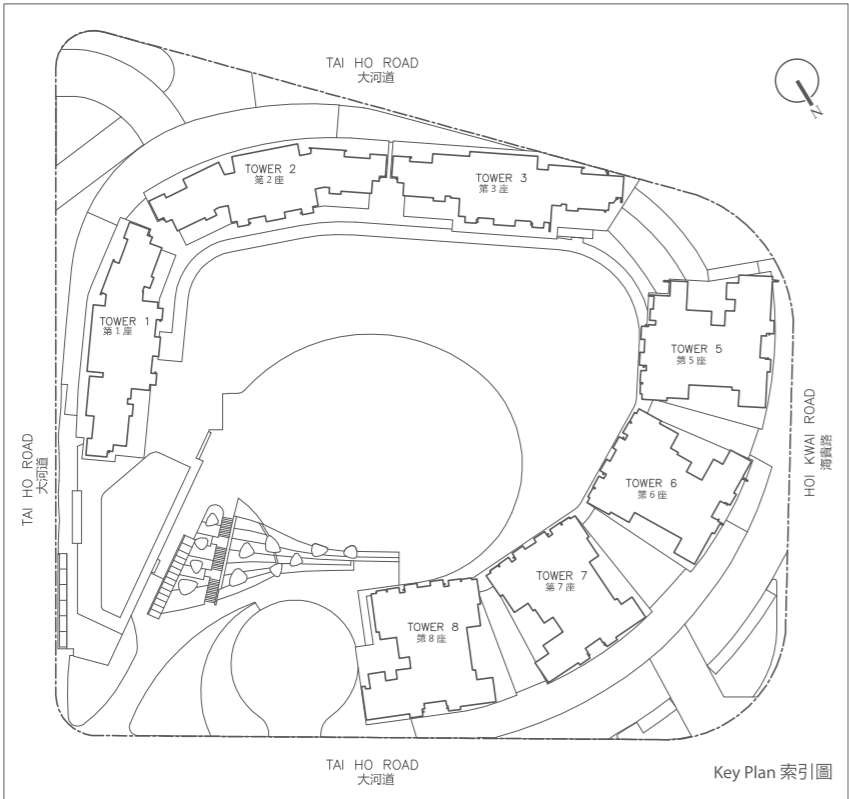 TAI HO ROAD
大河道
N
TOWER 2
第2座
TOWER 3
第3座
TOWER 1
第1座
TOWER 5
第5座
TAI HO ROAD
大河道
HOI KWAI ROAD
海貴路
TOWER 6
第6座
TOWER 7
第7座
TOWER 8
第8座
TAI HO ROAD
大河道
Key Plan 索引圖